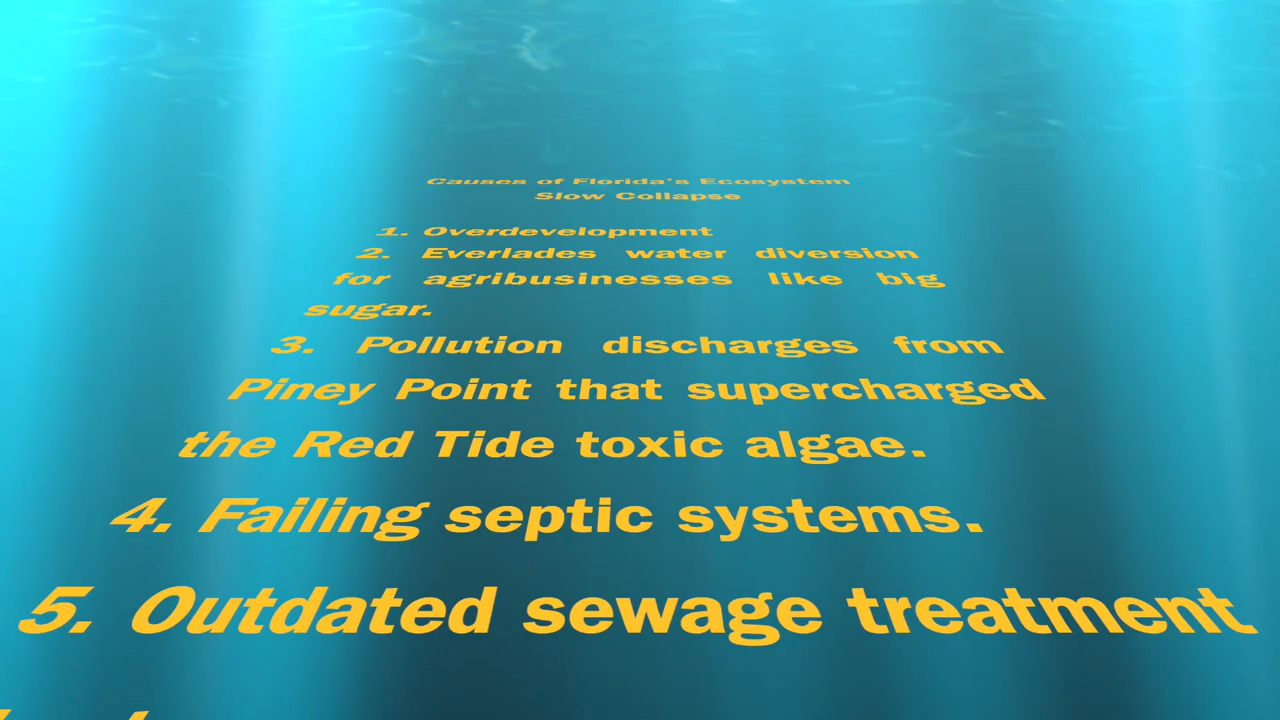 Causes of Florida's Ecosystem
Slow Collapse
1. Overdevelopment
2. Everlades water diversion
for agribusinesses like big
sugar.
3. Pollution discharges from
Piney Point that supercharged
the Red Tide toxic algae.
4. Failing septic systems.
5. Outdated sewage treatment